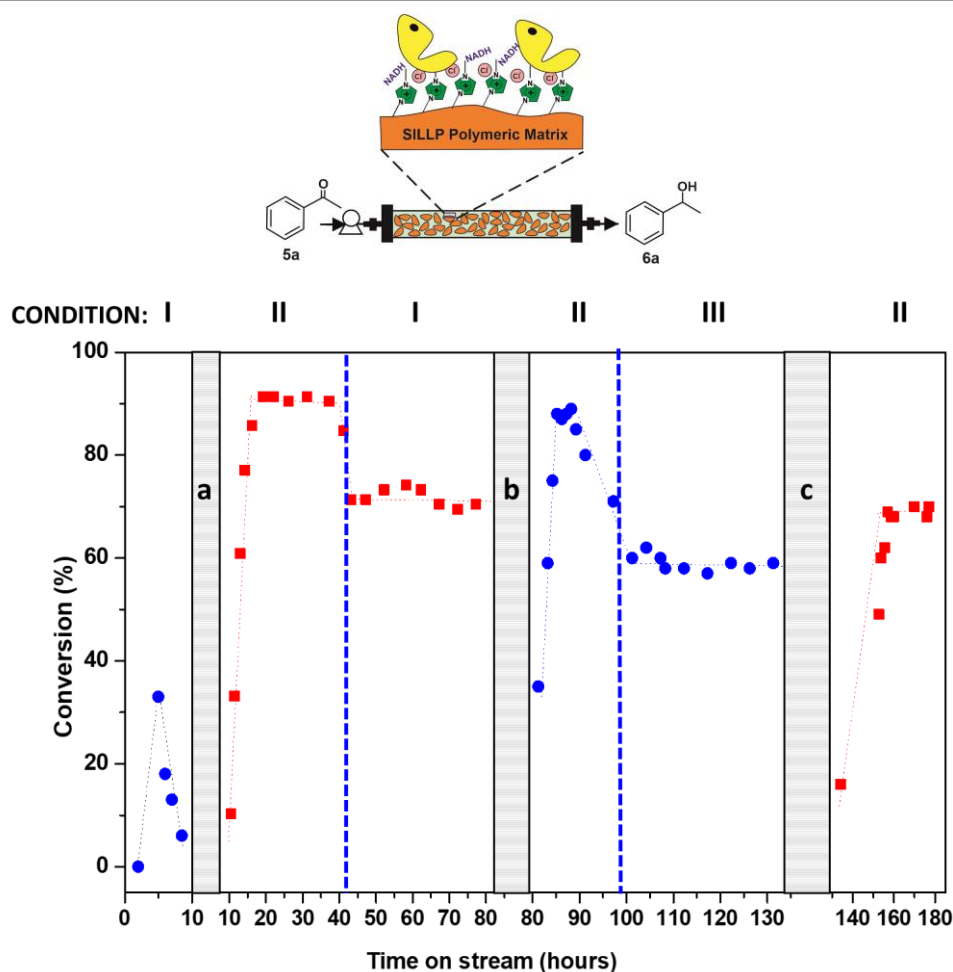 NADH NADH NADH
Cl Cl Cl Cl Cl
N N N N N N
+ + + + + +
N N N N N N
SILLP Polymeric Matrix
O
OH
5a
6a
CONDITION: I II I II III II
Conversion (%)
100
80
60
40
20
0
a b c
0 10 10 20 30 40 50 60 70 80 80 90 100 110 120 130 140 160 180
Time on stream (hours)